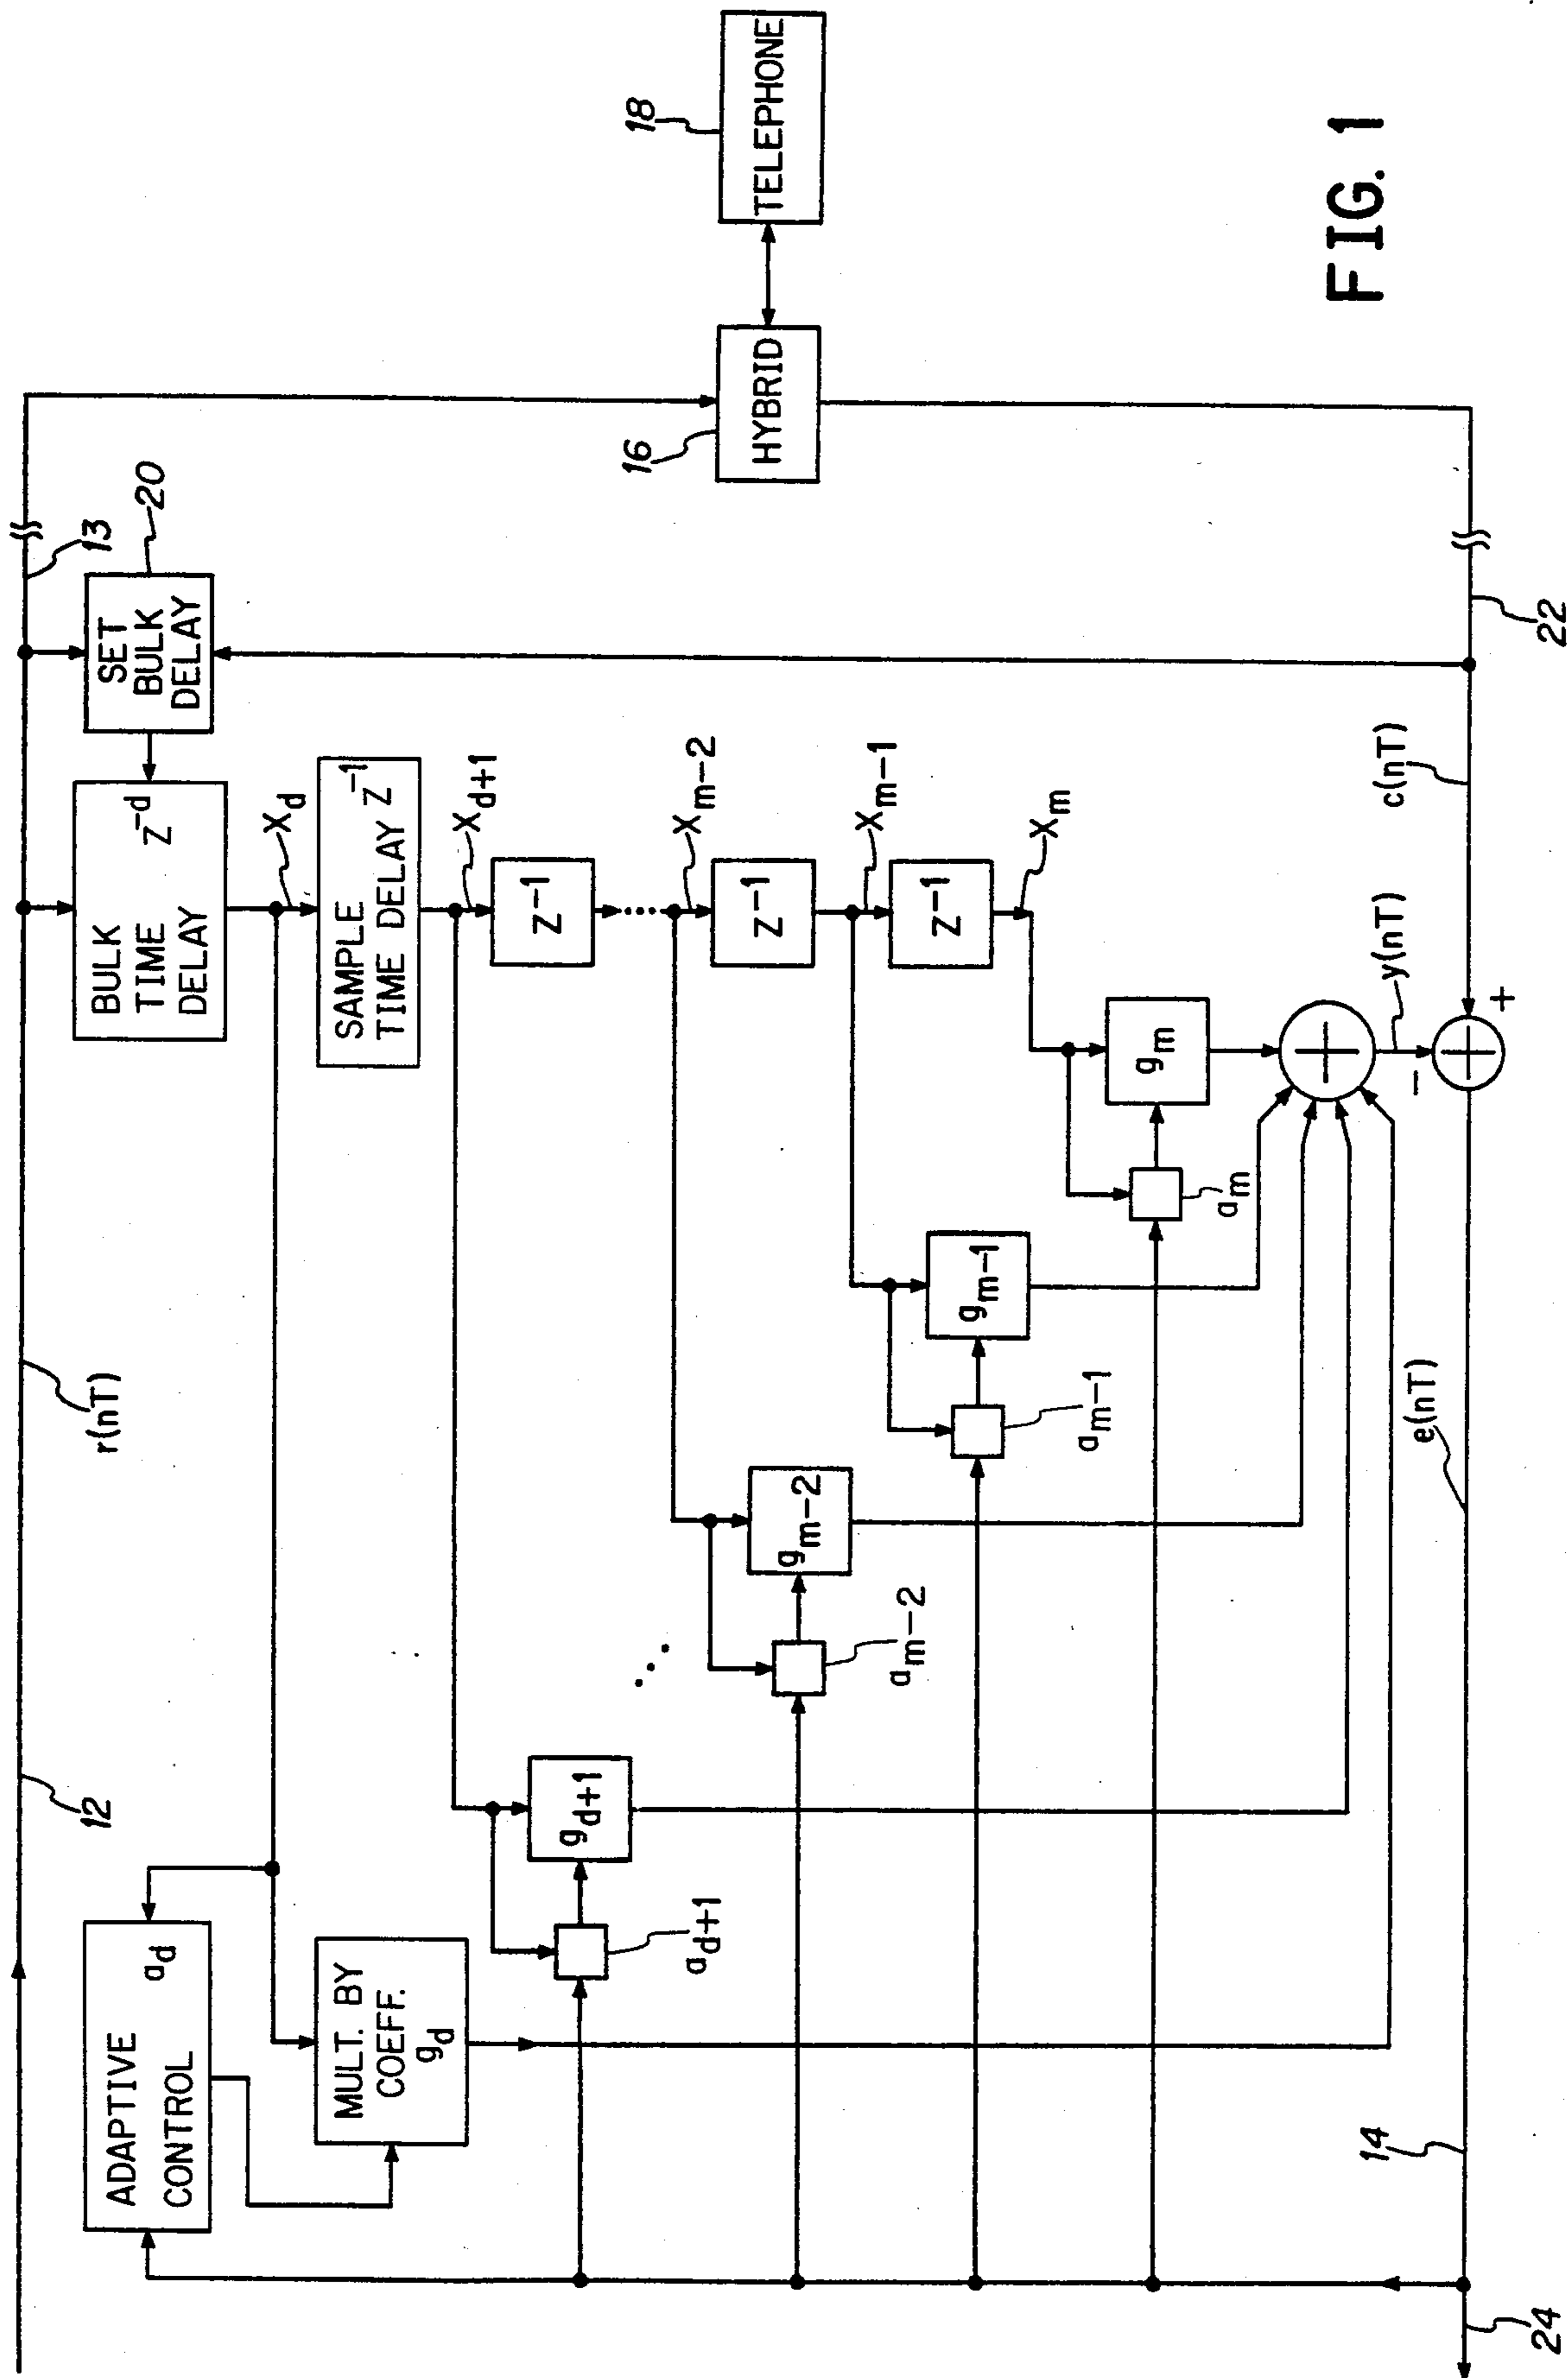 12
r(nT)
13
ADAPTIVE
CONTROL
a_d
BULK
TIME
DELAY
Z^-d
SET
BULK
DELAY
20
X_d
MULT. BY
COEFF.
g_d
SAMPLE
TIME DELAY Z^-1
X_d+1
a_d+1
g_d+1
Z^-1
X_m-2
a_m-2
g_m-2
Z^-1
X_m-1
a_m-1
g_m-1
Z^-1
X_m
a_m
g_m
16
HYBRID
18
TELEPHONE
+
y(nT)
-
+
+
24
14
e(nT)
c(nT)
22
FIG. 1